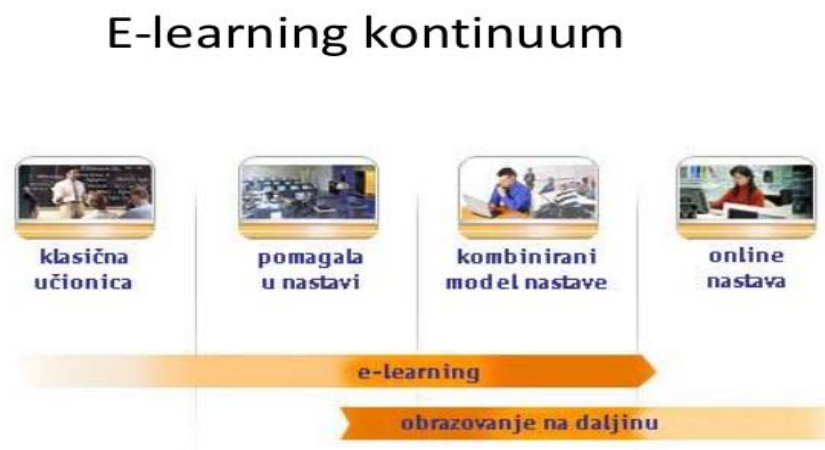 E-learning kontinuum
klasična
učionica
pomagala
u nastavi
kombinirani
model nastave
online
nastava
e-learning
obrazovanje na daljinu